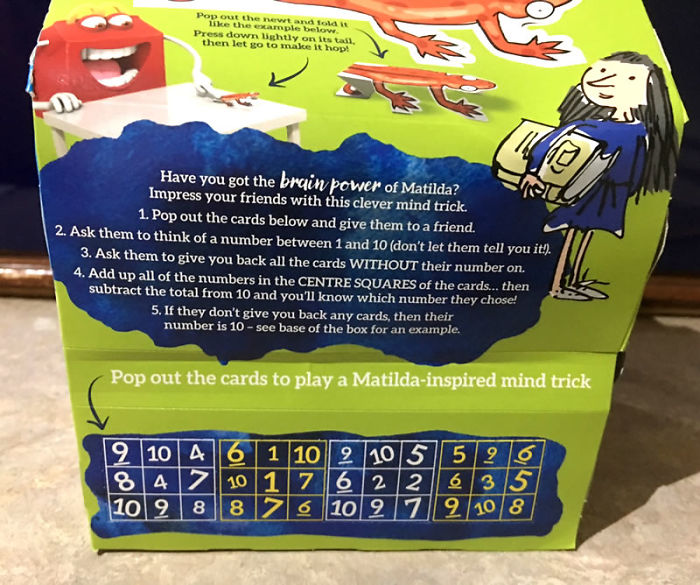 Pop out the newt and fold it
like the example below.
Press down lightly on its tail,
then let go to make it hop!
Have you got the brain power of Matilda?
Impress your friends with this clever mind trick.
1. Pop out the cards below and give them to a friend.
2. Ask them to think of a number between 1 and 10 (don't let them tell you it!).
3. Ask them to give you back all the cards WITHOUT their number on.
4. Add up all of the numbers in the CENTRE SQUARES of the cards... then
subtract the total from 10 and you'll know which number they chose!
5. If they don't give you back any cards, then their
number is 10 – see base of the box for an example.
Pop out the cards to play a Matilda-inspired mind trick
9 10 4 6 1 10 9 10 5 5 9 6
8 4 7 10 1 7 6 2 2 6 3 5
10 9 8 8 7 6 10 9 7 9 10 8